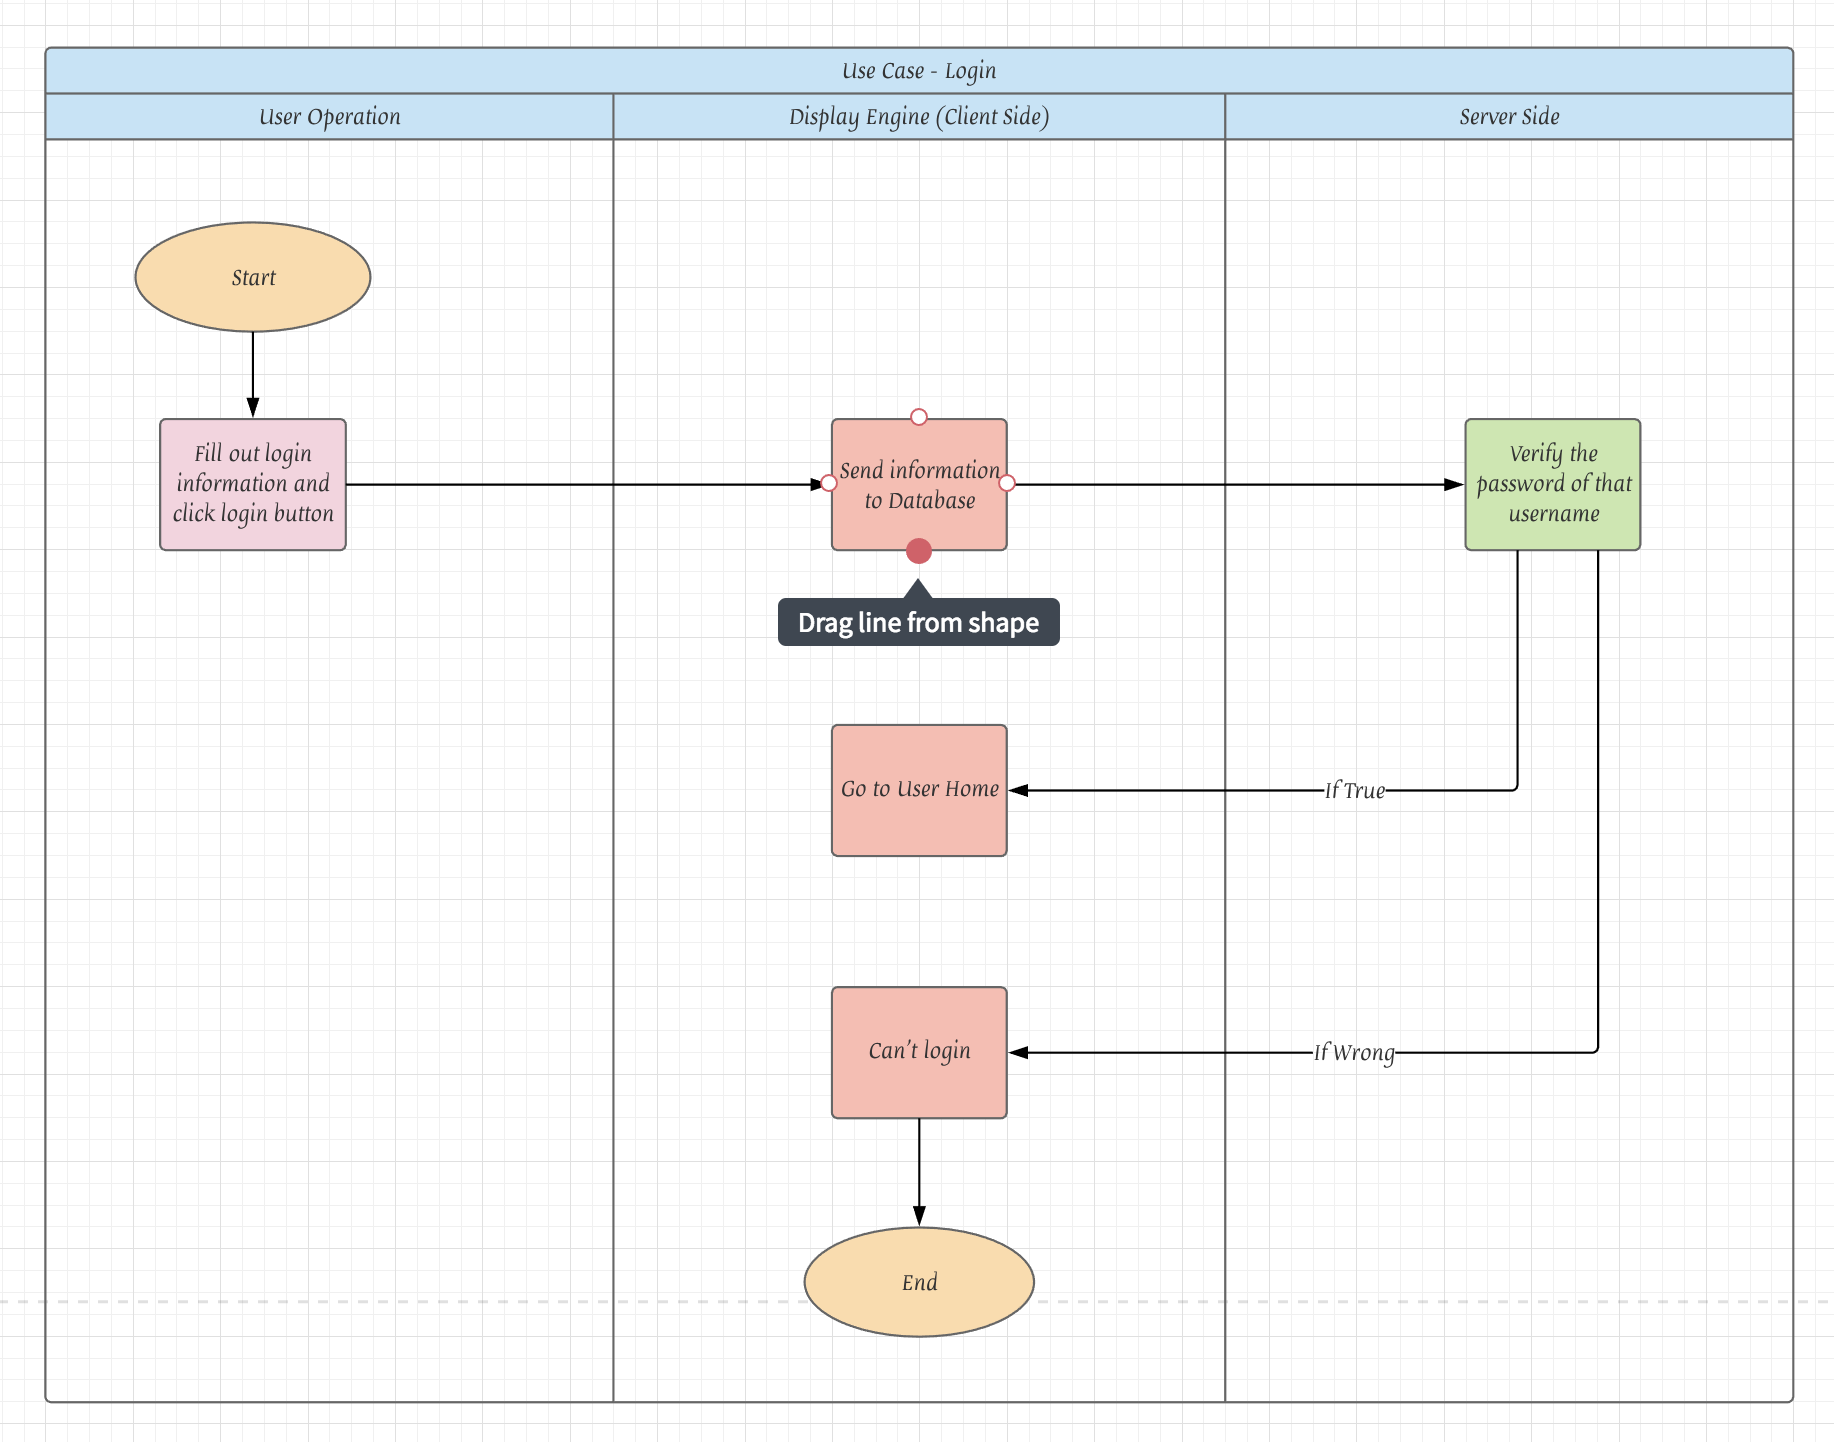 Use Case - Login
User Operation
Display Engine (Client Side)
Server Side
Start
Fill out login
information and
click login button
Send information
to Database
Verify the
password of that
username
Drag line from shape
Go to User Home
If True
Can't login
If Wrong
End